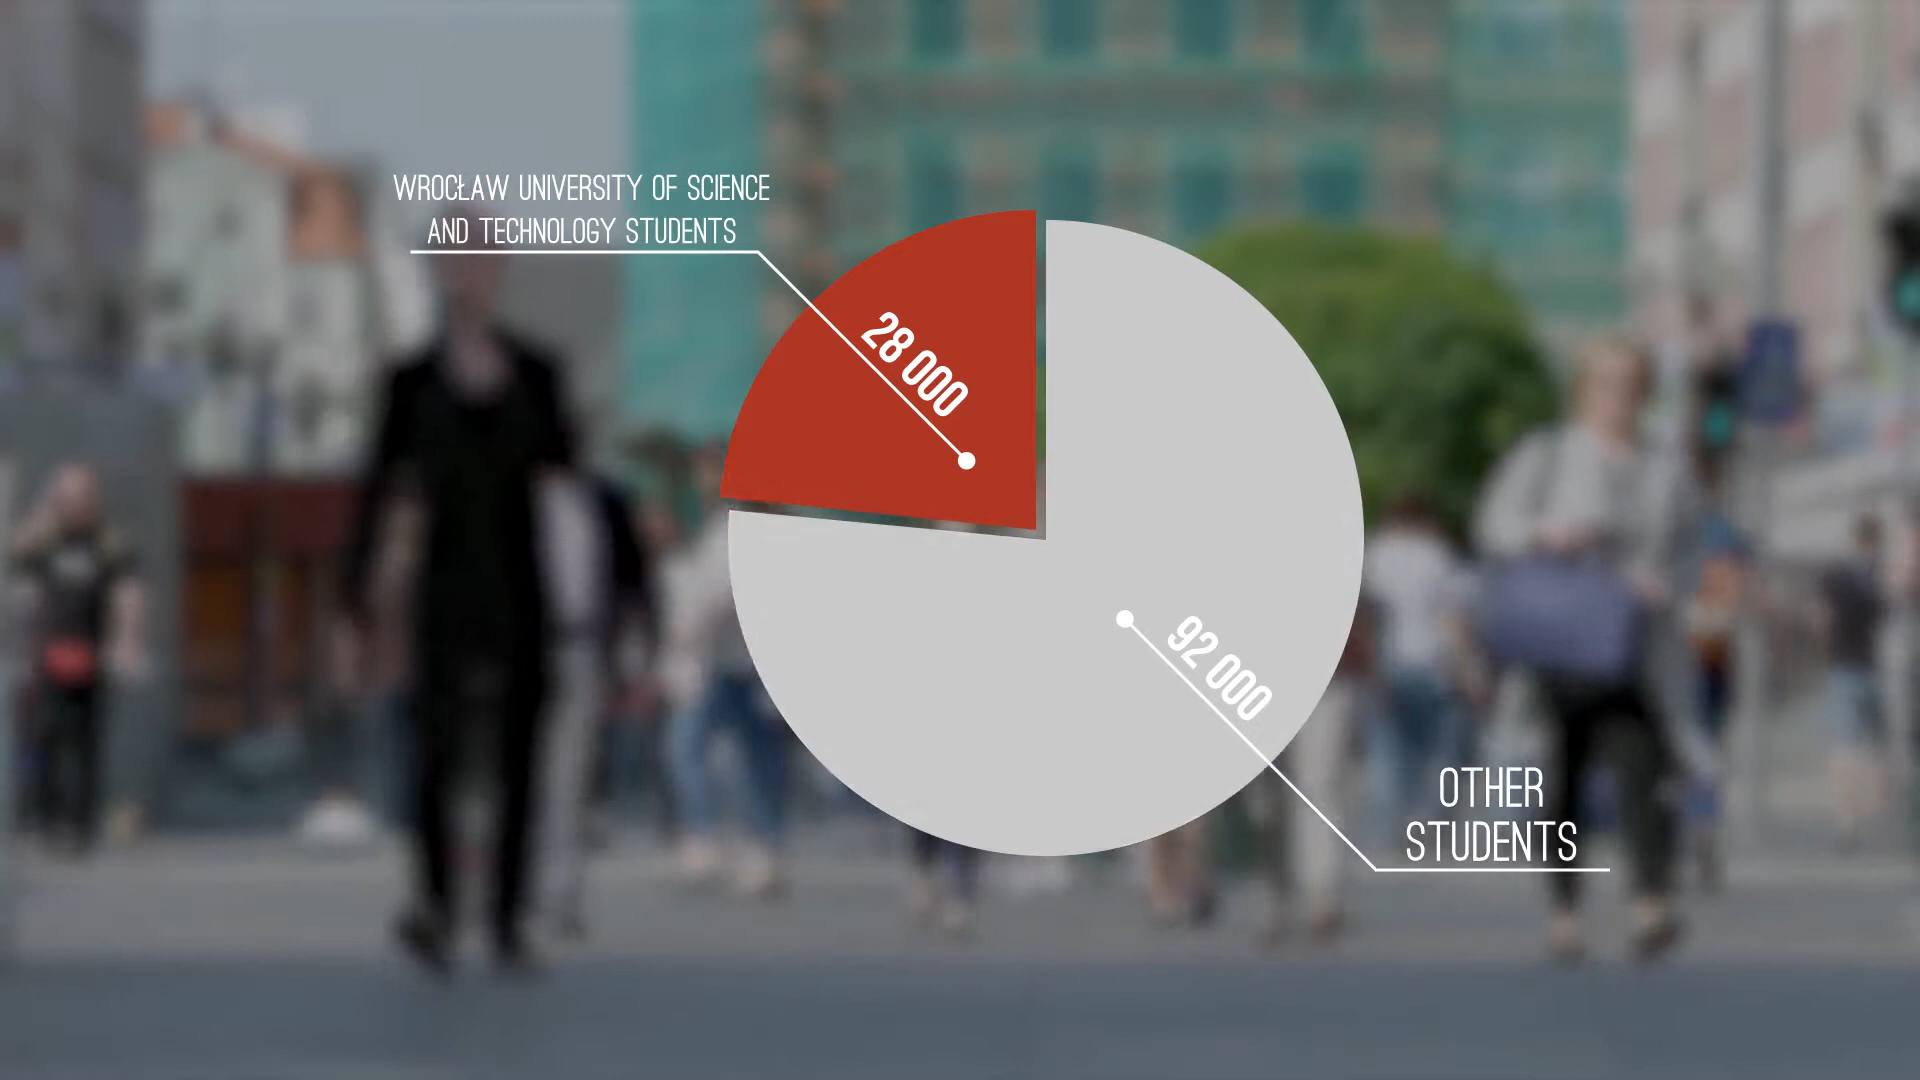 WROCŁAW UNIVERSITY OF SCIENCE
AND TECHNOLOGY STUDENTS
28 000
92 000
OTHER
STUDENTS